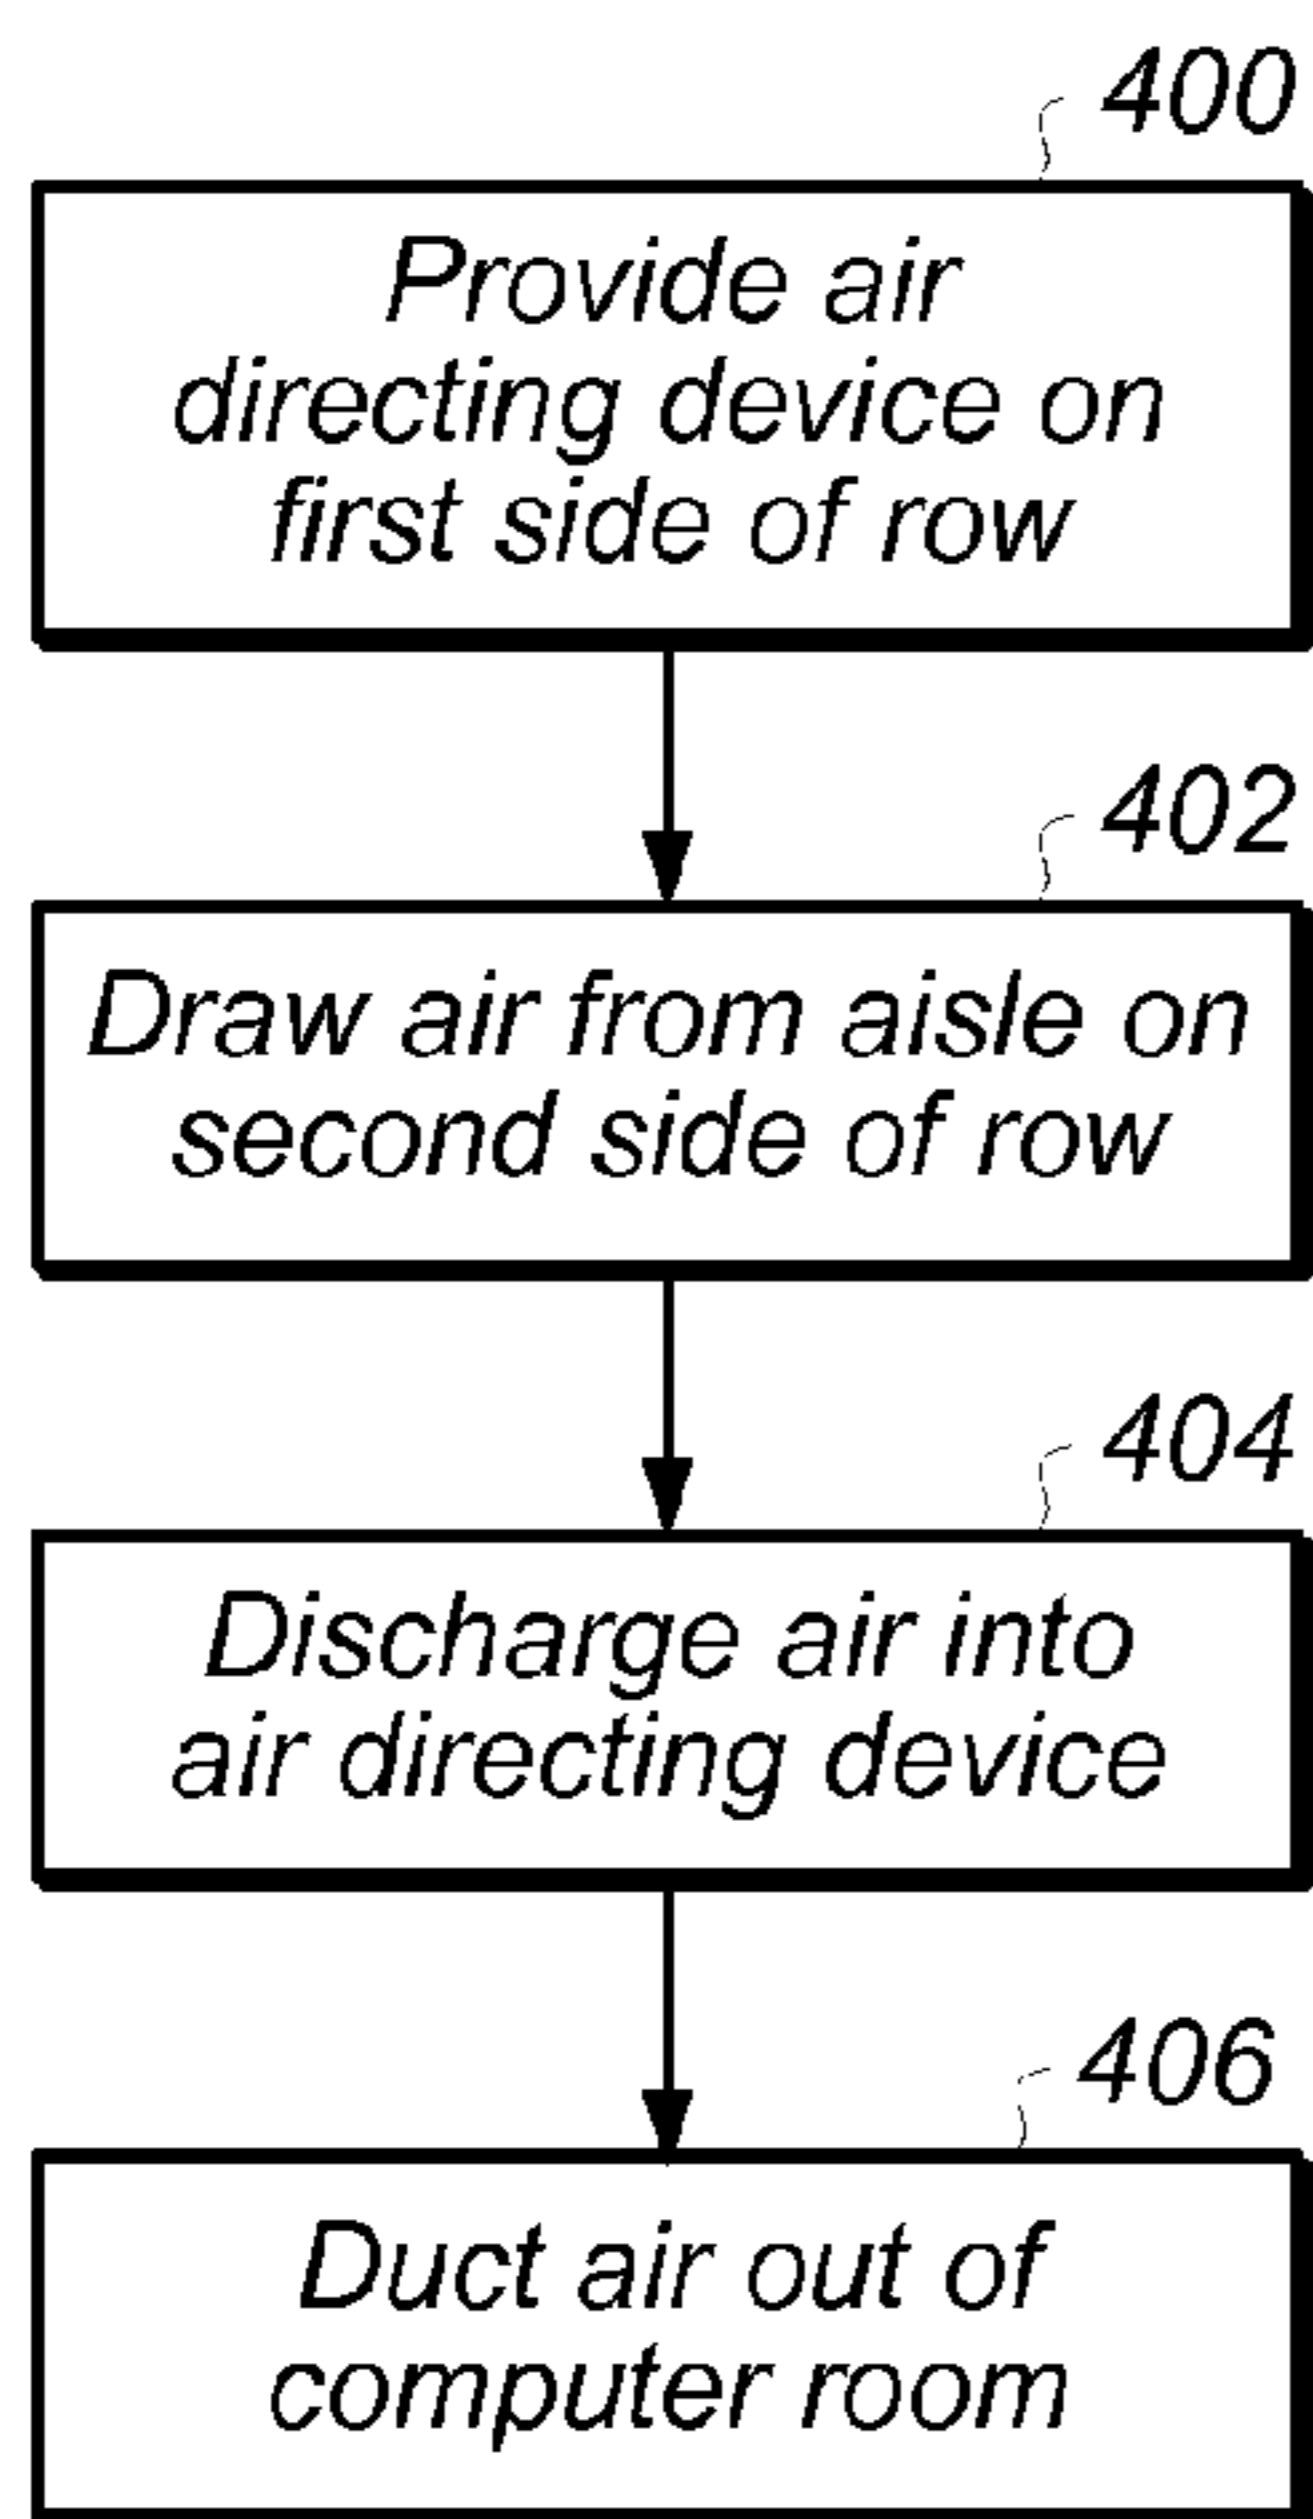 400
Provide air
directing device on
first side of row
402
Draw air from aisle on
second side of row
404
Discharge air into
air directing device
406
Duct air out of
computer room